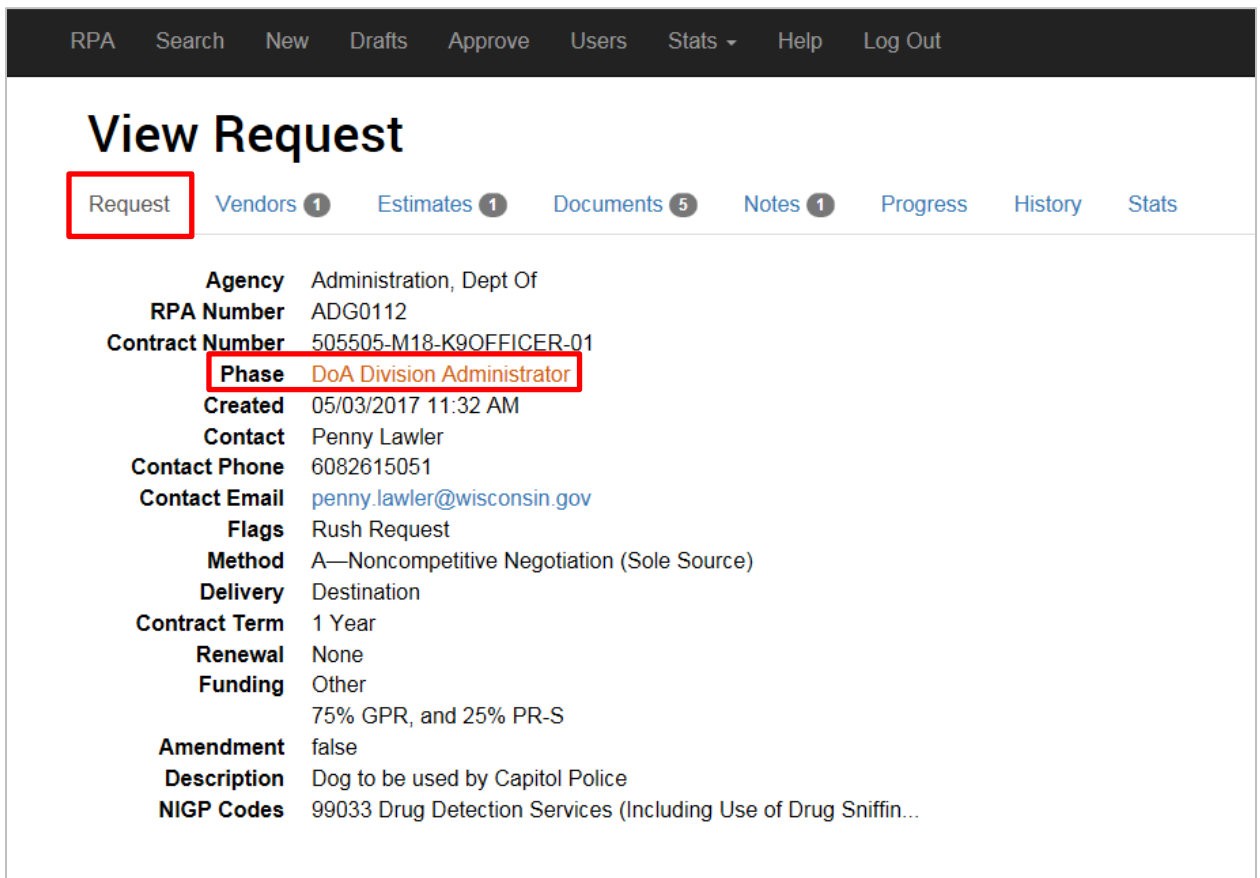 RPA Search New Drafts Approve Users Stats Help Log Out
View Request
Request Vendors 1 Estimates 1 Documents 5 Notes 1 Progress History Stats
Agency Administration, Dept Of
RPA Number ADG0112
Contract Number 505505-M18-K9OFFICER-01
Phase DoA Division Administrator
Created 05/03/2017 11:32 AM
Contact Penny Lawler
Contact Phone 6082615051
Contact Email penny.lawler@wisconsin.gov
Flags Rush Request
Method A—Noncompetitive Negotiation (Sole Source)
Delivery Destination
Contract Term 1 Year
Renewal None
Funding Other
75% GPR, and 25% PR-S
Amendment false
Description Dog to be used by Capitol Police
NIGP Codes 99033 Drug Detection Services (Including Use of Drug Sniffin...